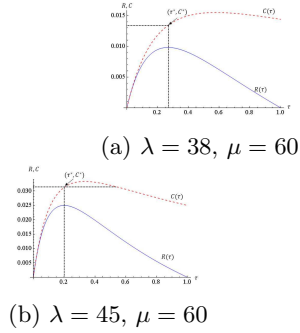 R, C
0.015
0.010
0.005
(τ*, C*)
C(τ)
R(τ)
0.2 0.4 0.6 0.8 1.0
τ
(a) λ = 38, μ = 60
R, C
0.030
0.025
0.020
0.015
0.010
0.005
(τ*, C*)
C(τ)
R(τ)
0.2 0.4 0.6 0.8 1.0
τ
(b) λ = 45, μ = 60